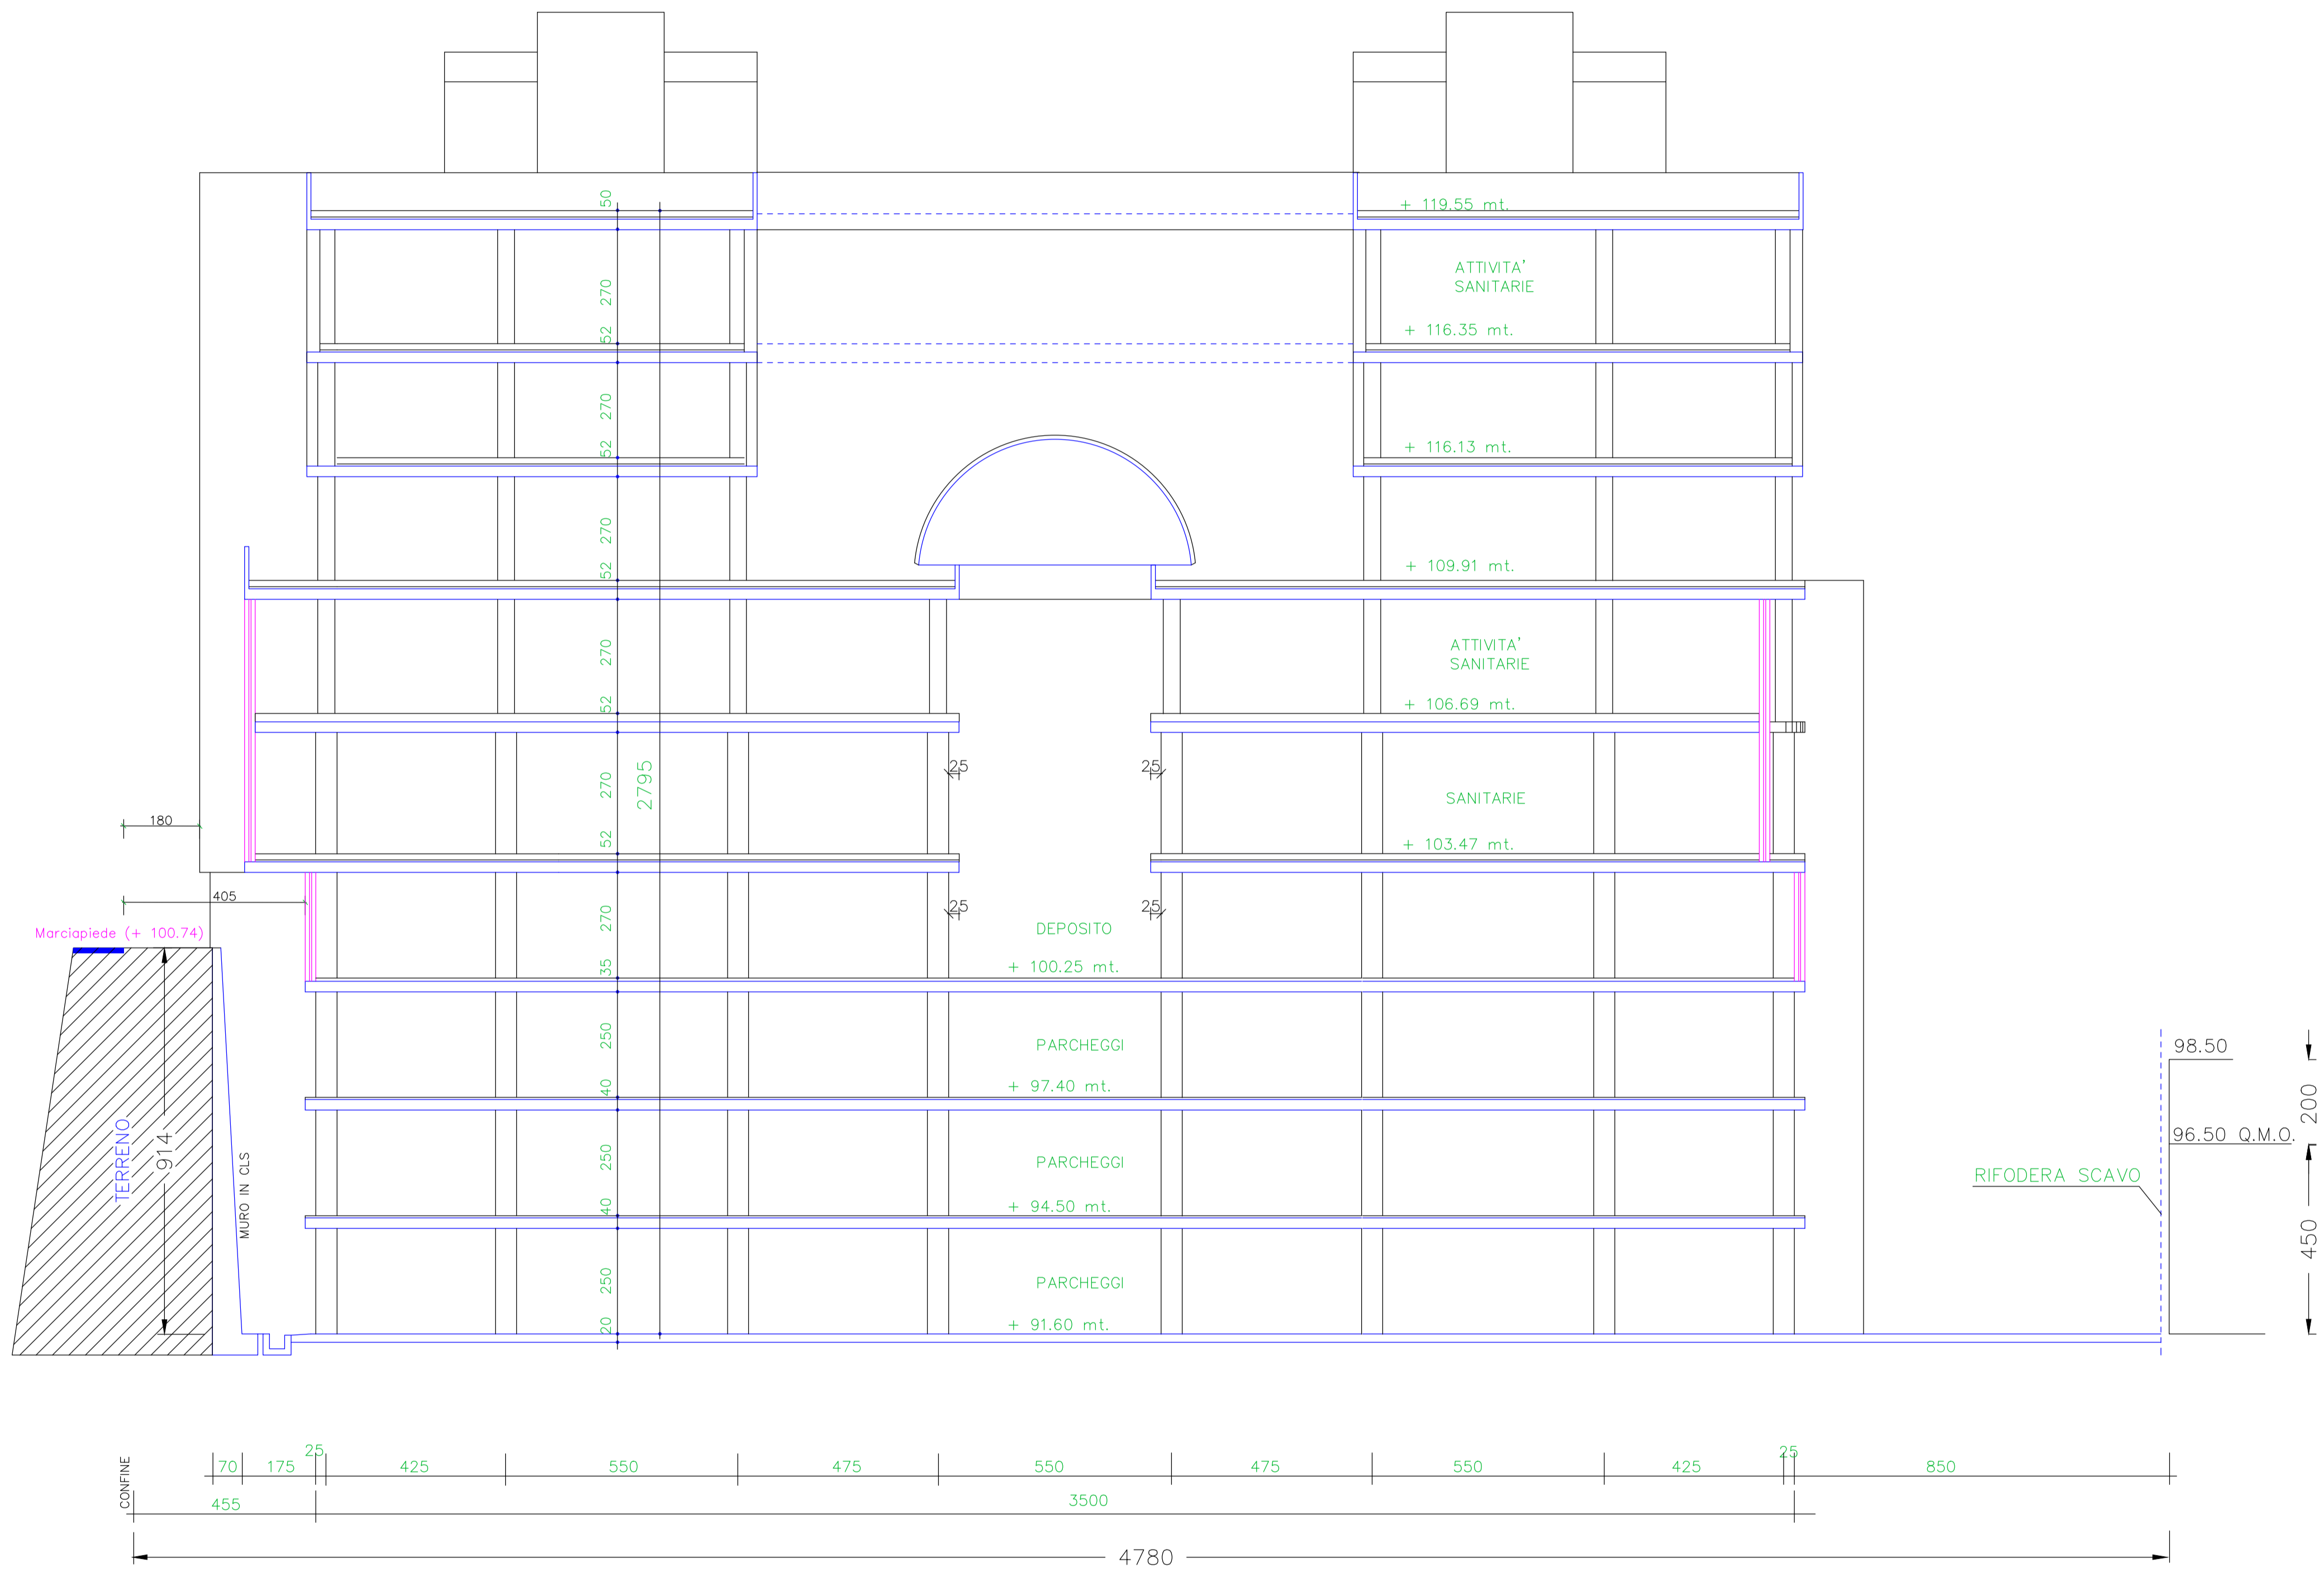 50
+ 119.55 mt.
ATTIVITA'
SANITARIE
270
+ 116.35 mt.
52
270
+ 116.13 mt.
52
270
+ 109.91 mt.
52
ATTIVITA'
SANITARIE
270
+ 106.69 mt.
52
25
25
2795
270
SANITARIE
180
52
+ 103.47 mt.
405
25
25
270
DEPOSITO
Marciapiede (+ 100.74)
35
+ 100.25 mt.
250
PARCHEGGI
98.50
40
+ 97.40 mt.
200
96.50 Q.M.O.
TERRENO
914
MURO IN CLS
250
PARCHEGGI
RIFODERA SCAVO
40
+ 94.50 mt.
450
250
PARCHEGGI
20
+ 91.60 mt.
CONFINE
70
175
25
425
550
475
550
475
550
425
25
850
455
3500
4780